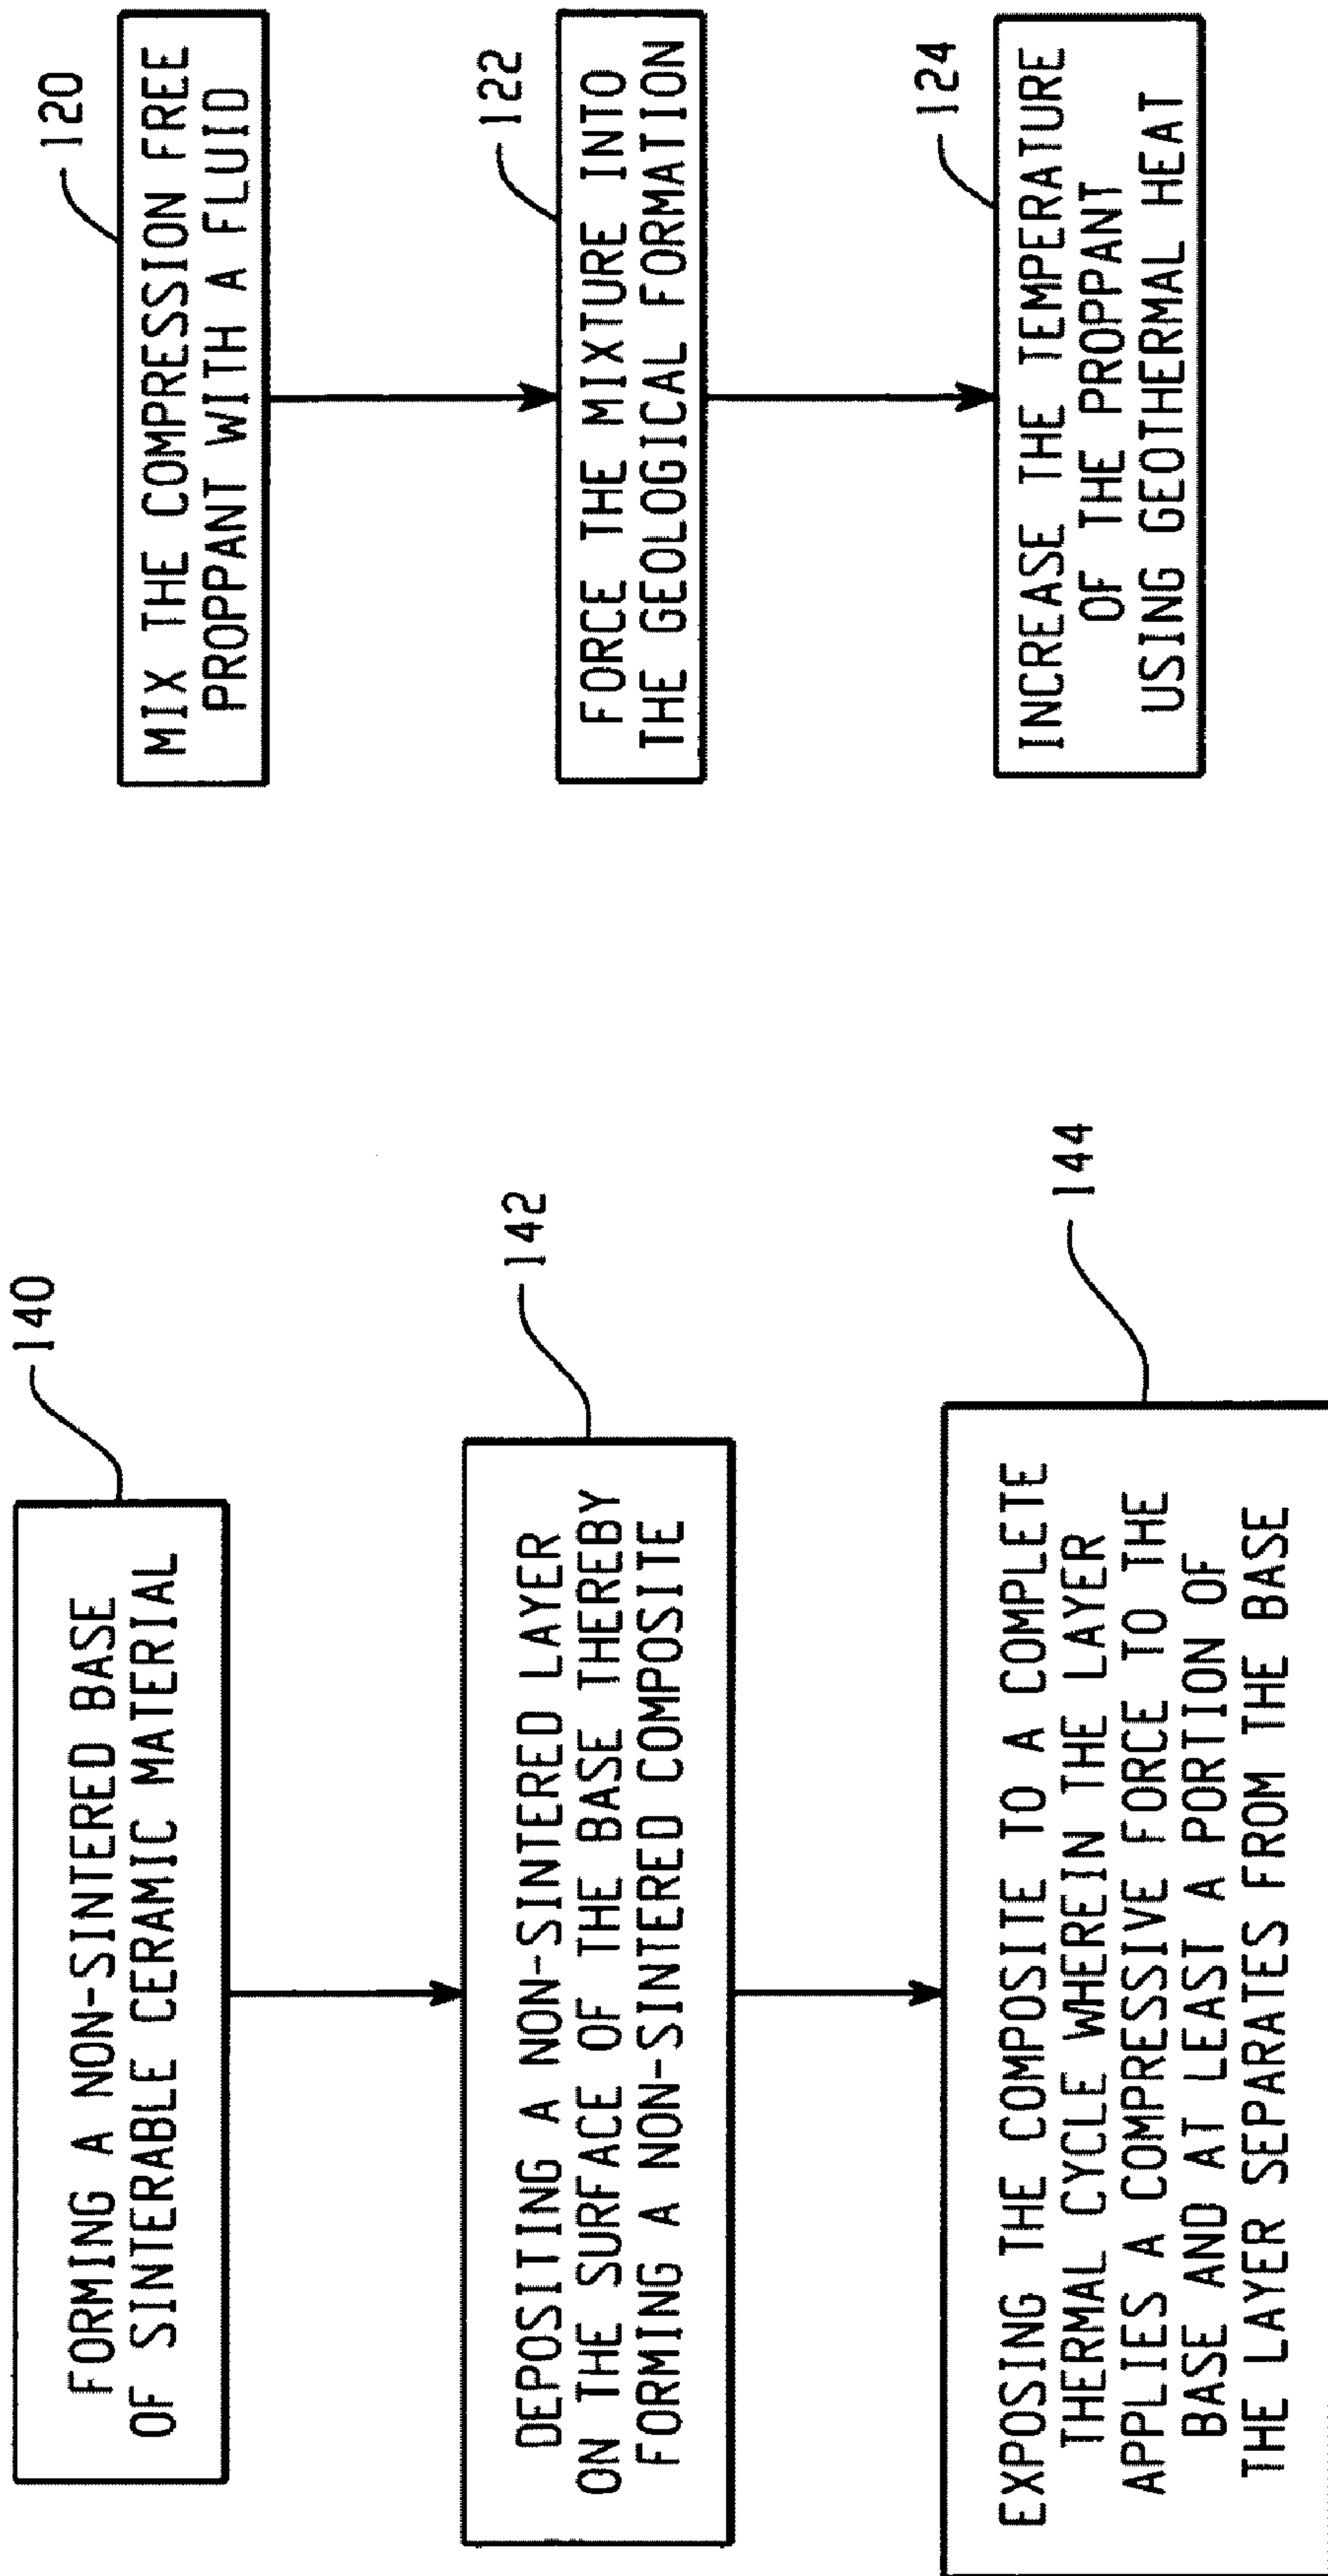 140
FORMING A NON-SINTERED BASE
OF SINTERABLE CERAMIC MATERIAL
142
DEPOSITING A NON-SINTERED LAYER
ON THE SURFACE OF THE BASE THEREBY
FORMING A NON-SINTERED COMPOSITE
144
EXPOSING THE COMPOSITE TO A COMPLETE
THERMAL CYCLE WHEREIN THE LAYER
APPLIES A COMPRESSIVE FORCE TO THE
BASE AND AT LEAST A PORTION OF
THE LAYER SEPARATES FROM THE BASE
120
MIX THE COMPRESSION FREE
PROPPANT WITH A FLUID
122
FORCE THE MIXTURE INTO
THE GEOLOGICAL FORMATION
124
INCREASE THE TEMPERATURE
OF THE PROPPANT
USING GEOTHERMAL HEAT